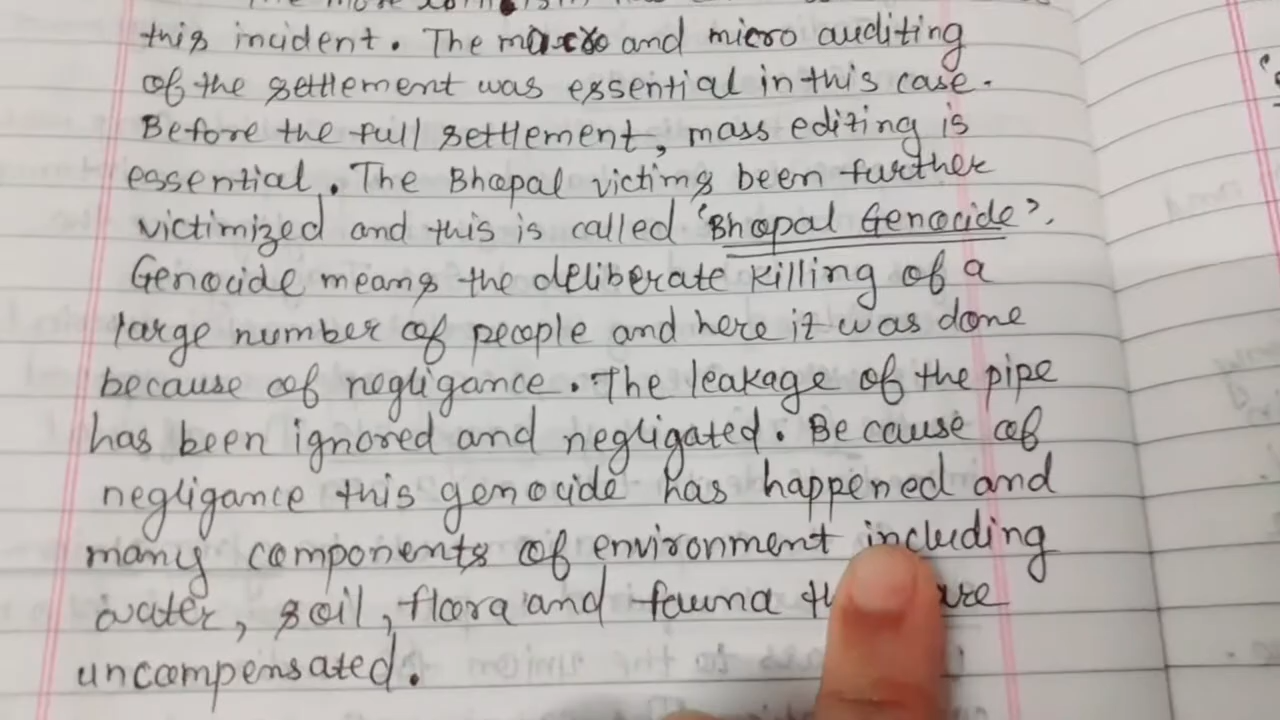 this incident. The macro and micro auditing
of the settlement was essential in this case.
Before the full settlement, mass editing is
essential. The Bhopal victims been further
victimized and this is called 'Bhopal Genocide'.
Genocide means the deliberate killing of a
large number of people and here it was done
because of negligance. The leakage of the pipe
has been ignored and negligated. Because of
negligance this genocide has happened and
many components of environment including
water, soil, flora and fauna
uncompensated.